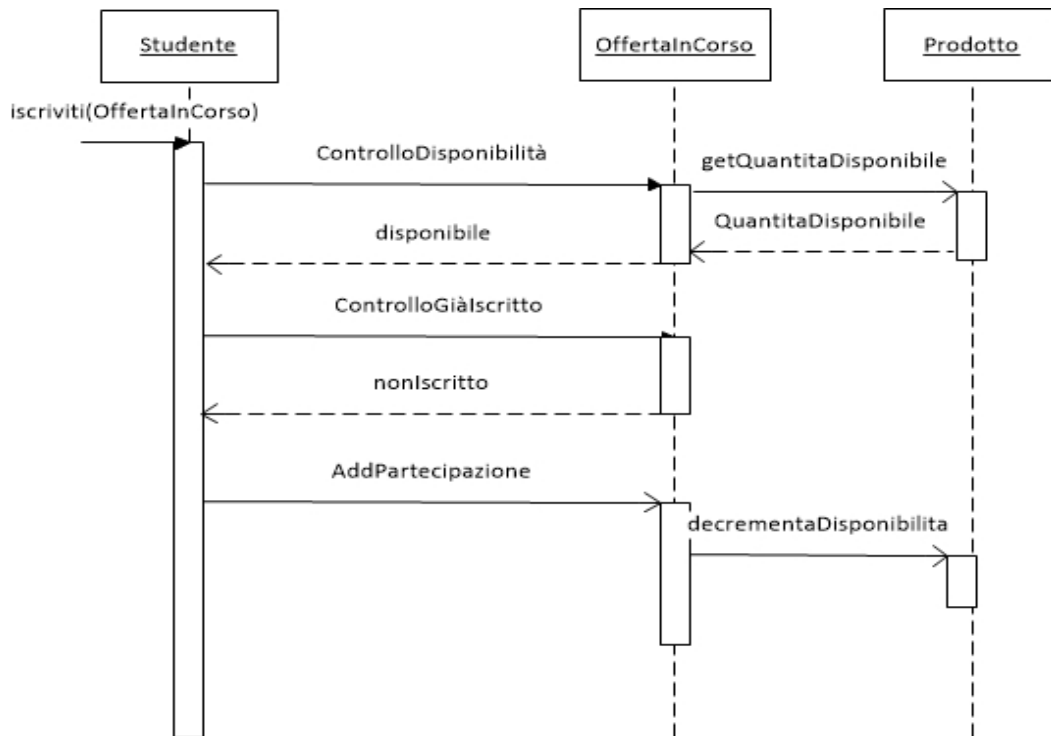 Studente
OffertaInCorso
Prodotto
iscriviti(OffertaInCorso)
ControlloDisponibilità
getQuantitaDisponibile
QuantitaDisponibile
disponibile
ControlloGiàIscritto
nonIscritto
AddPartecipazione
decrementaDisponibilita